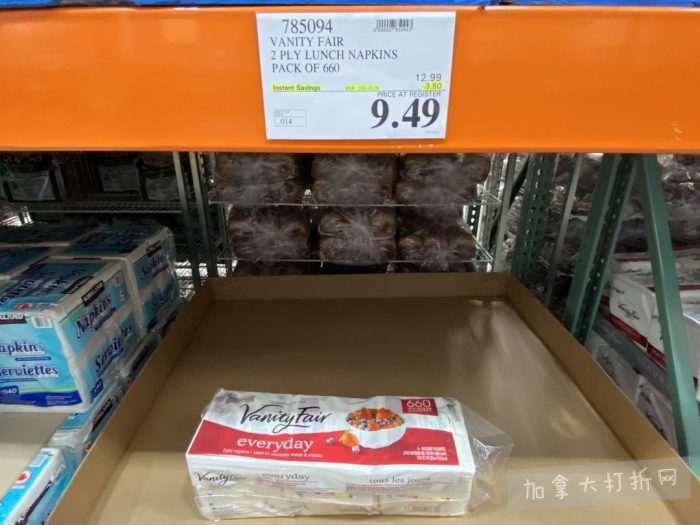 785094
VANITY FAIR
2 PLY LUNCH NAPKINS
PACK OF 660
12.99
Instant Savings
-3.50
PRICE AT REGISTER
9.49
.014
Napkins
Serviettes
Napkins
Serviettes
Vanity Fair
660
everyday
Vanity Fair
everyday
tous les jours
加拿大打折网